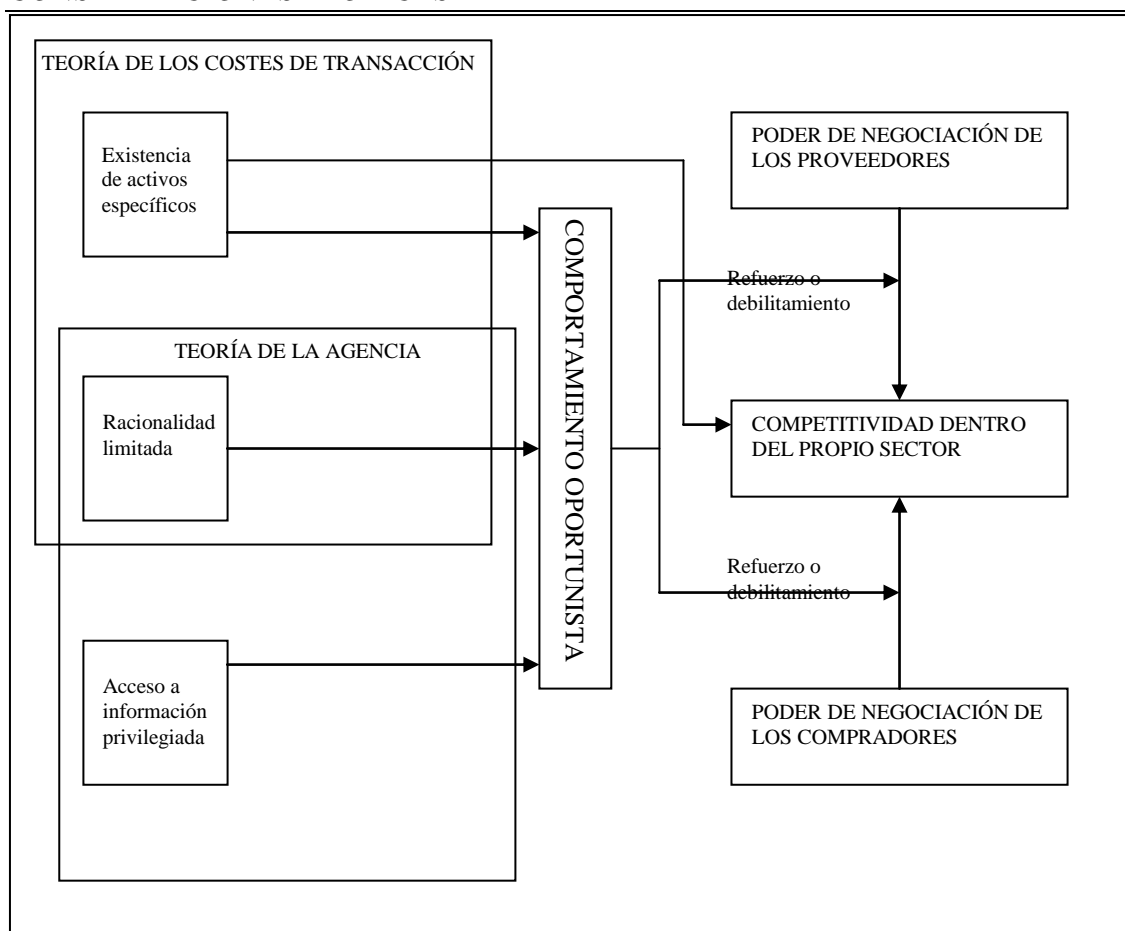 TEORÍA DE LOS COSTES DE TRANSACCIÓN
Existencia
de activos
específicos
TEORÍA DE LA AGENCIA
Racionalidad
limitada
Acceso a
información
privilegiada
COMPORTAMIENTO OPORTUNISTA
PODER DE NEGOCIACIÓN DE
LOS PROVEEDORES
Refuerzo o
debilitamiento
COMPETITIVIDAD DENTRO
DEL PROPIO SECTOR
Refuerzo o
debilitamiento
PODER DE NEGOCIACIÓN DE
LOS COMPRADORES